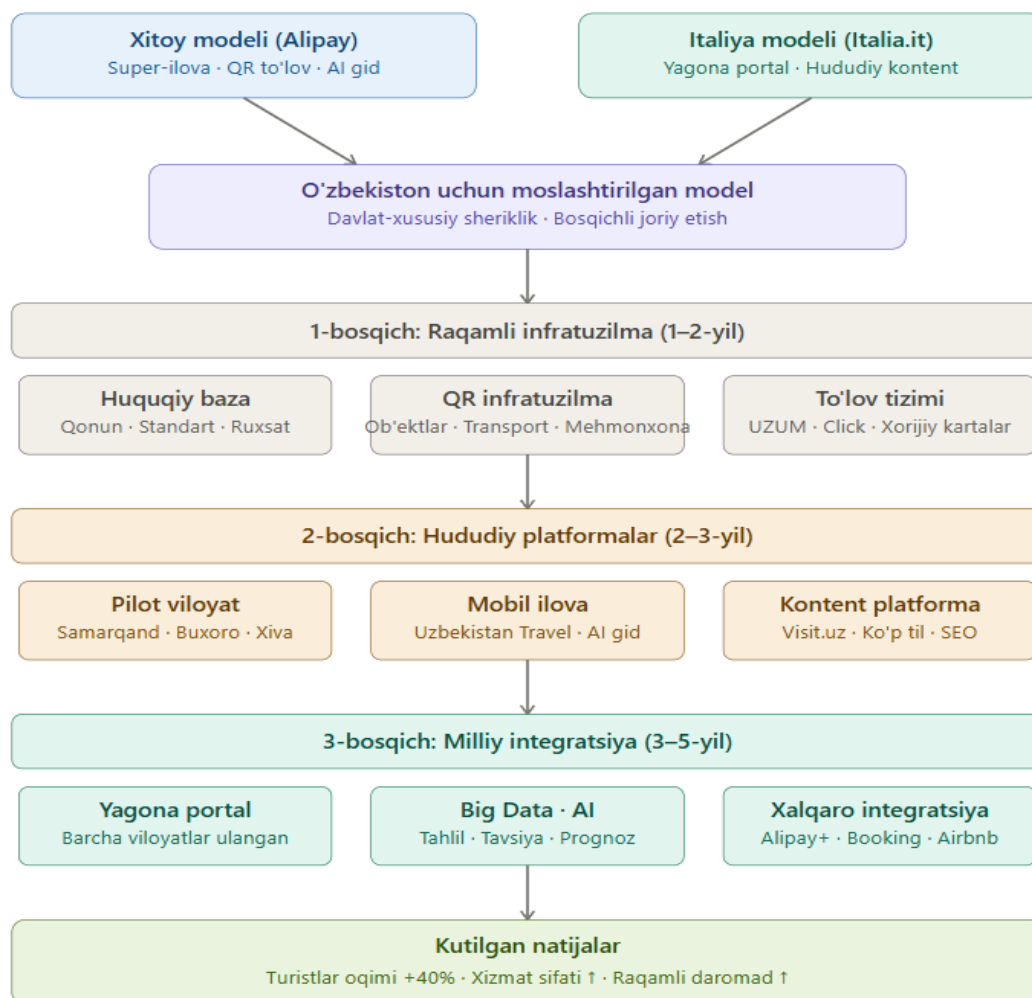 Xitoy modeli (Alipay)
Super-ilova · QR to'lov · AI gid
Italiya modeli (Italia.it)
Yagona portal · Hududiy kontent
O'zbekiston uchun moslashtirilgan model
Davlat-xususiy sheriklik · Bosqichli joriy etish
1-bosqich: Raqamli infratuzilma (1–2-yil)
Huquqiy baza
Qonun · Standart · Ruxsat
QR infratuzilma
Ob'ektlar · Transport · Mehmonxona
To'lov tizimi
UZUM · Click · Xorijiy kartalar
2-bosqich: Hududiy platformalar (2–3-yil)
Pilot viloyat
Samarqand · Buxoro · Xiva
Mobil ilova
Uzbekistan Travel · AI gid
Kontent platforma
Visit.uz · Ko'p til · SEO
3-bosqich: Milliy integratsiya (3–5-yil)
Yagona portal
Barcha viloyatlar ulangan
Big Data · AI
Tahlil · Tavsiya · Prognoz
Xalqaro integratsiya
Alipay+ · Booking · Airbnb
Kutilgan natijalar
Turistlar oqimi +40% · Xizmat sifati ↑ · Raqamli daromad ↑